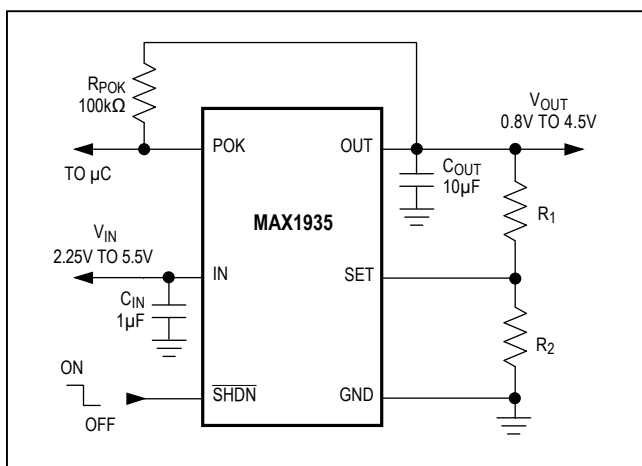 RPOK
100kΩ
POK
TO µC
VIN
2.25V TO 5.5V
IN
CIN
1µF
ON
OFF
SHDN
MAX1935
OUT
VOUT
0.8V TO 4.5V
COUT
10µF
R1
SET
R2
GND